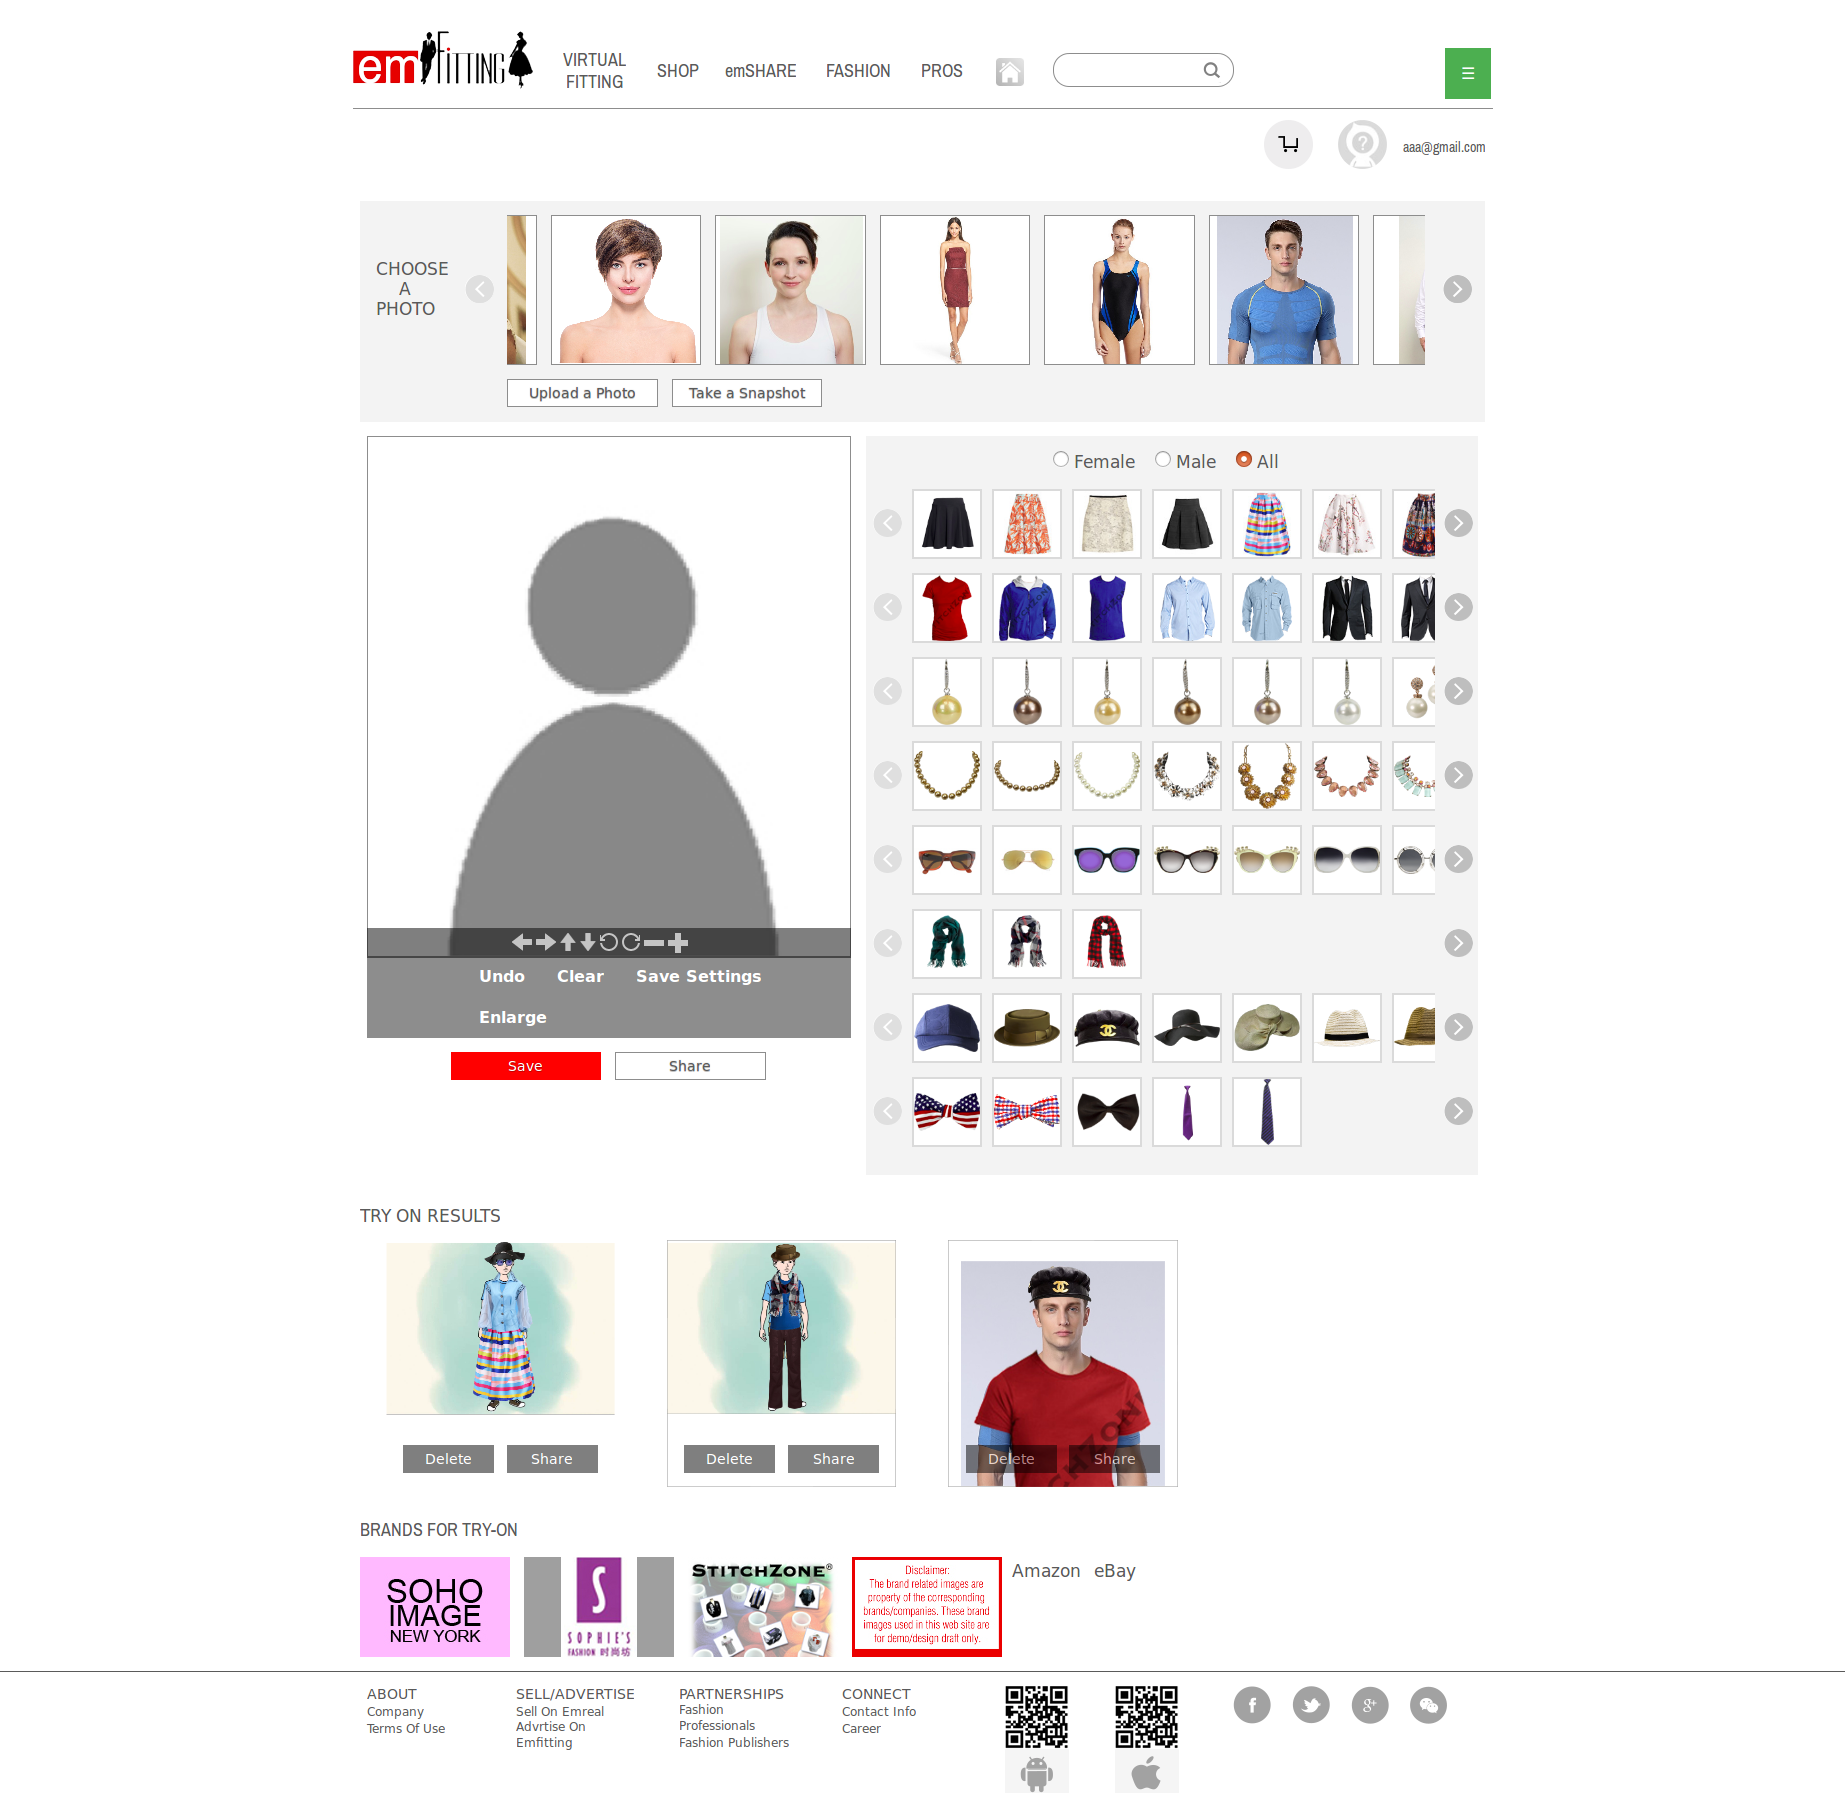 em FITTING
VIRTUAL
FITTING
SHOP
emSHARE
FASHION
PROS
aaa@gmail.com
CHOOSE
A
PHOTO
Upload a Photo
Take a Snapshot
Female
Male
All
Undo
Clear
Save Settings
Enlarge
Save
Share
TRY ON RESULTS
Delete
Share
Delete
Share
Delete
Share
BRANDS FOR TRY-ON
SOHO
IMAGE
NEW YORK
S
SOPHIE'S
FASHION 时尚坊
STITCHZONE®
Disclaimer:
The brand related images are
property of the corresponding
brands/companies. These brand
images used in this web site are
for demo/design draft only.
Amazon
eBay
ABOUT
Company
Terms Of Use
SELL/ADVERTISE
Sell On Emreal
Advrtise On
Emfitting
PARTNERSHIPS
Fashion
Professionals
Fashion Publishers
CONNECT
Contact Info
Career